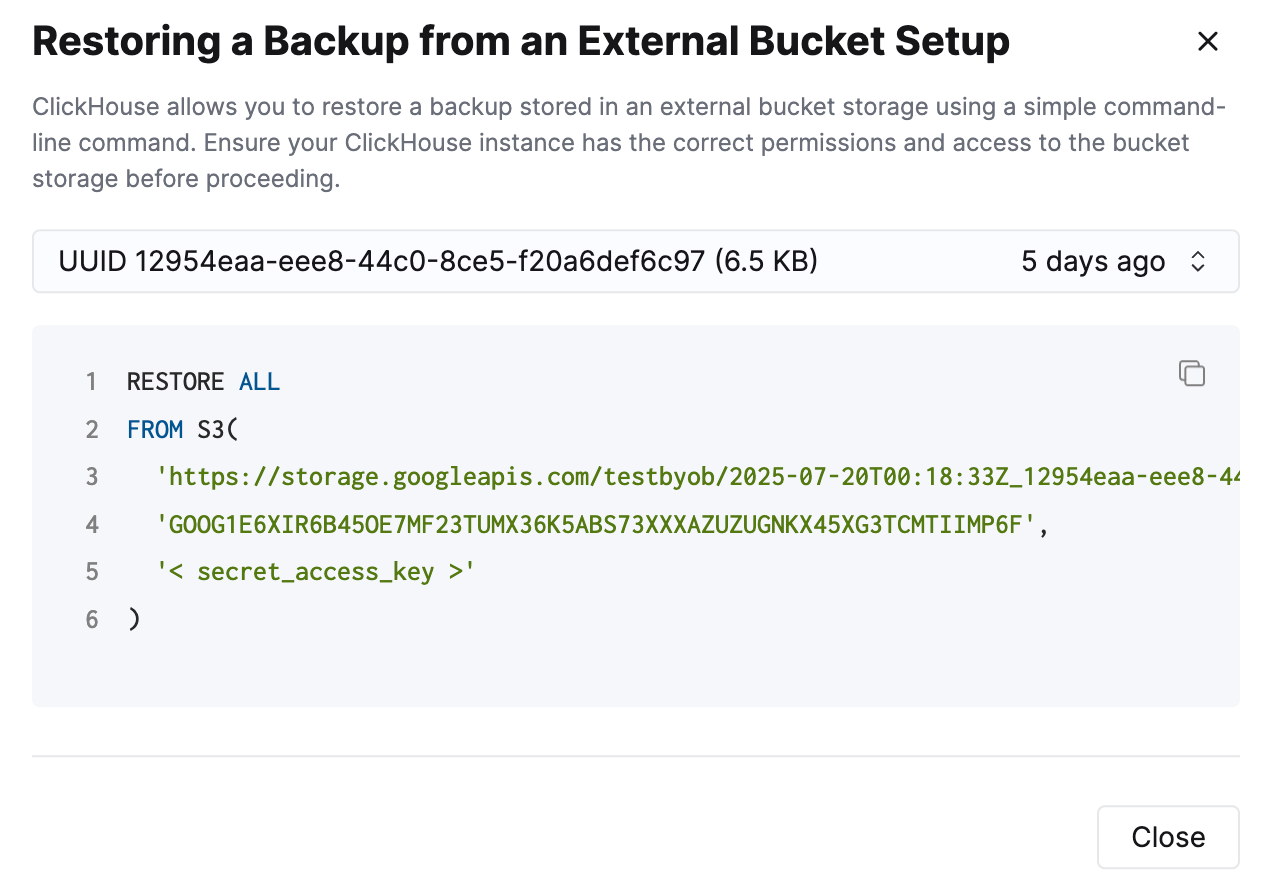 Restoring a Backup from an External Bucket Setup
ClickHouse allows you to restore a backup stored in an external bucket storage using a simple command-
line command. Ensure your ClickHouse instance has the correct permissions and access to the bucket
storage before proceeding.
UUID 12954eaa-eee8-44c0-8ce5-f20a6def6c97 (6.5 KB) 5 days ago
1 RESTORE ALL
2 FROM S3(
3 'https://storage.googleapis.com/testbyob/2025-07-20T00:18:33Z_12954eaa-eee8-44
4 'GOOG1E6XIR6B45OE7MF23TUMX36K5ABS73XXXAZUZUGNKX45XG3TCMTIIMP6F',
5 '< secret_access_key >'
6 )
Close